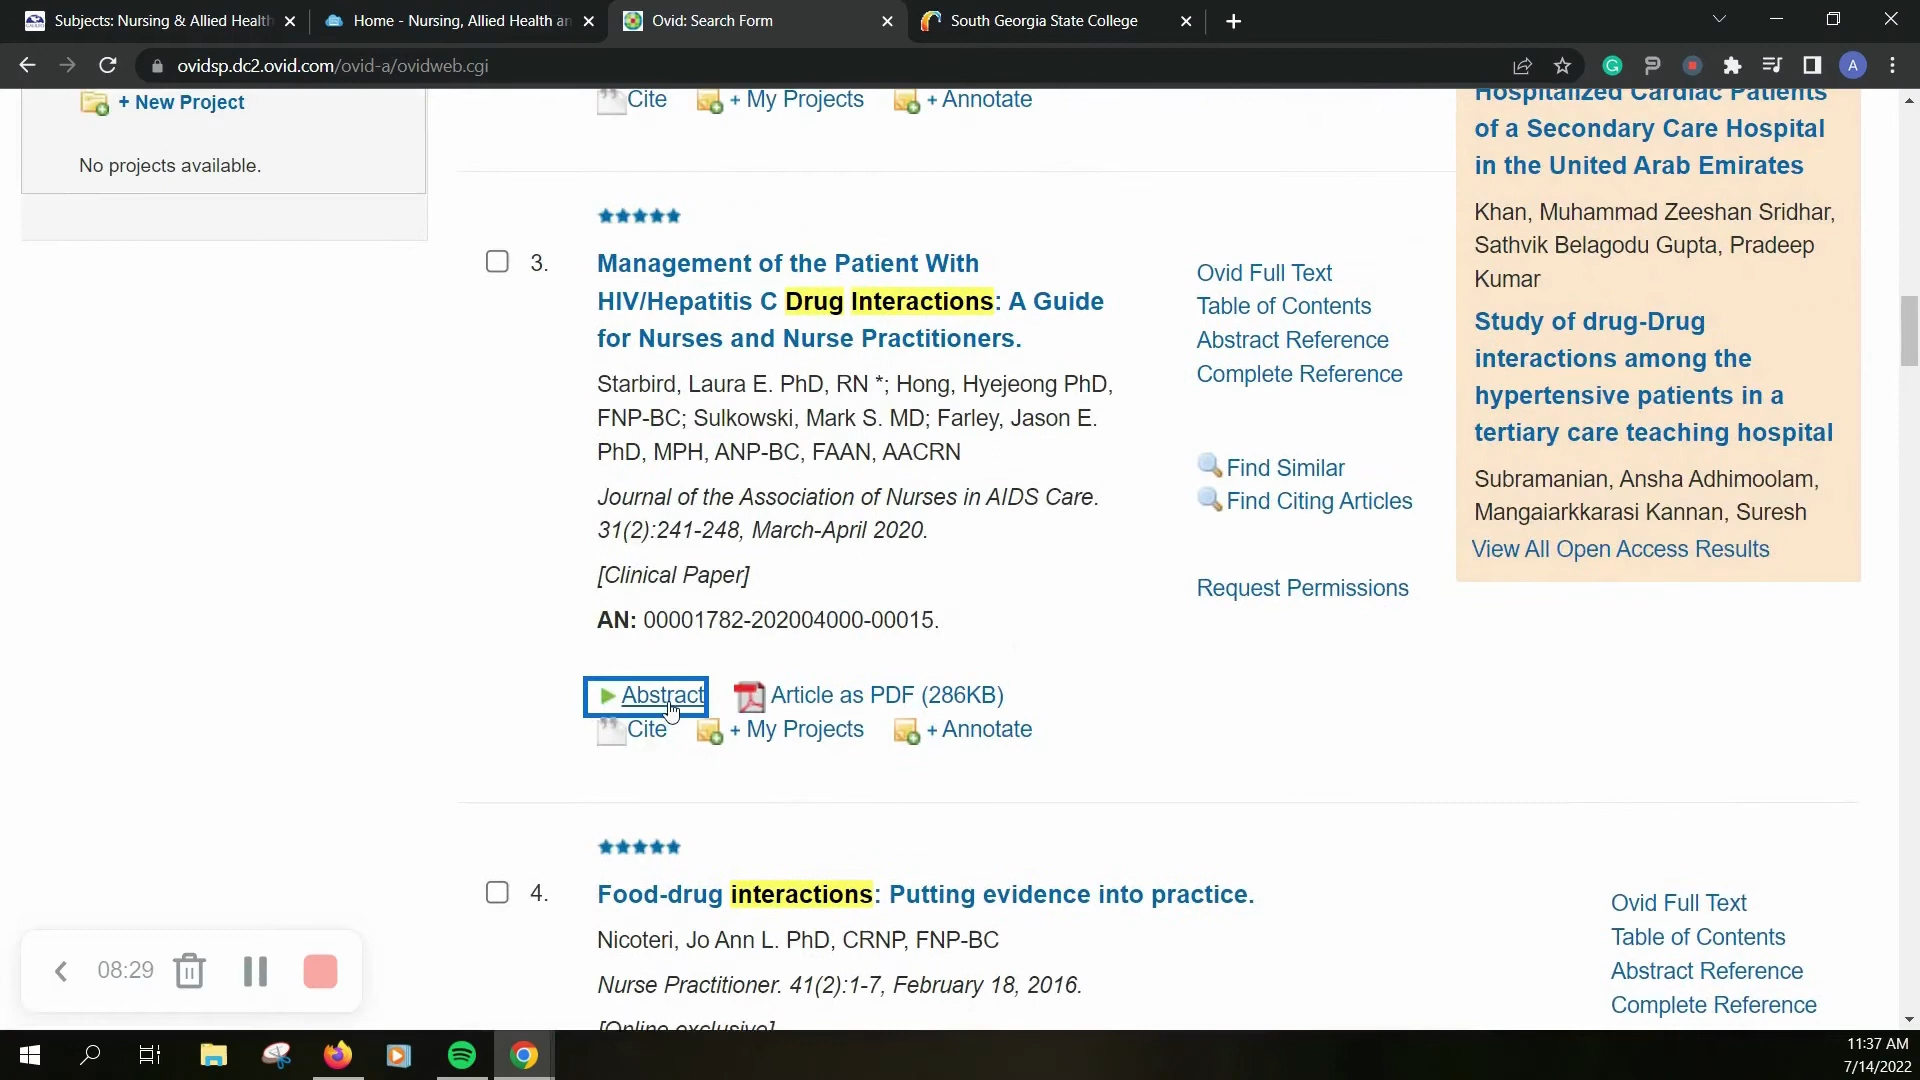 Subjects: Nursing & Allied Health
Home - Nursing, Allied Health an
Ovid: Search Form
South Georgia State College
ovidsp.dc2.ovid.com/ovid-a/ovidweb.cgi
A
+ New Project
No projects available.
Cite + My Projects + Annotate
Hospitalized Cardiac Patients
of a Secondary Care Hospital
in the United Arab Emirates
Khan, Muhammad Zeeshan Sridhar,
Sathvik Belagodu Gupta, Pradeep
Kumar
Study of drug-Drug
interactions among the
hypertensive patients in a
tertiary care teaching hospital
Subramanian, Ansha Adhimoolam,
Mangaiarkkarasi Kannan, Suresh
View All Open Access Results
3.
Management of the Patient With
HIV/Hepatitis C Drug Interactions: A Guide
for Nurses and Nurse Practitioners.
Starbird, Laura E. PhD, RN *; Hong, Hyejeong PhD,
FNP-BC; Sulkowski, Mark S. MD; Farley, Jason E.
PhD, MPH, ANP-BC, FAAN, AACRN
Journal of the Association of Nurses in AIDS Care.
31(2):241-248, March-April 2020.
[Clinical Paper]
AN: 00001782-202004000-00015.
Ovid Full Text
Table of Contents
Abstract Reference
Complete Reference
Find Similar
Find Citing Articles
Request Permissions
Abstract Article as PDF (286KB)
Cite + My Projects + Annotate
4.
Food-drug interactions: Putting evidence into practice.
Nicoteri, Jo Ann L. PhD, CRNP, FNP-BC
Nurse Practitioner. 41(2):1-7, February 18, 2016.
[Online exclusive]
Ovid Full Text
Table of Contents
Abstract Reference
Complete Reference
08:29
11:37 AM
7/14/2022